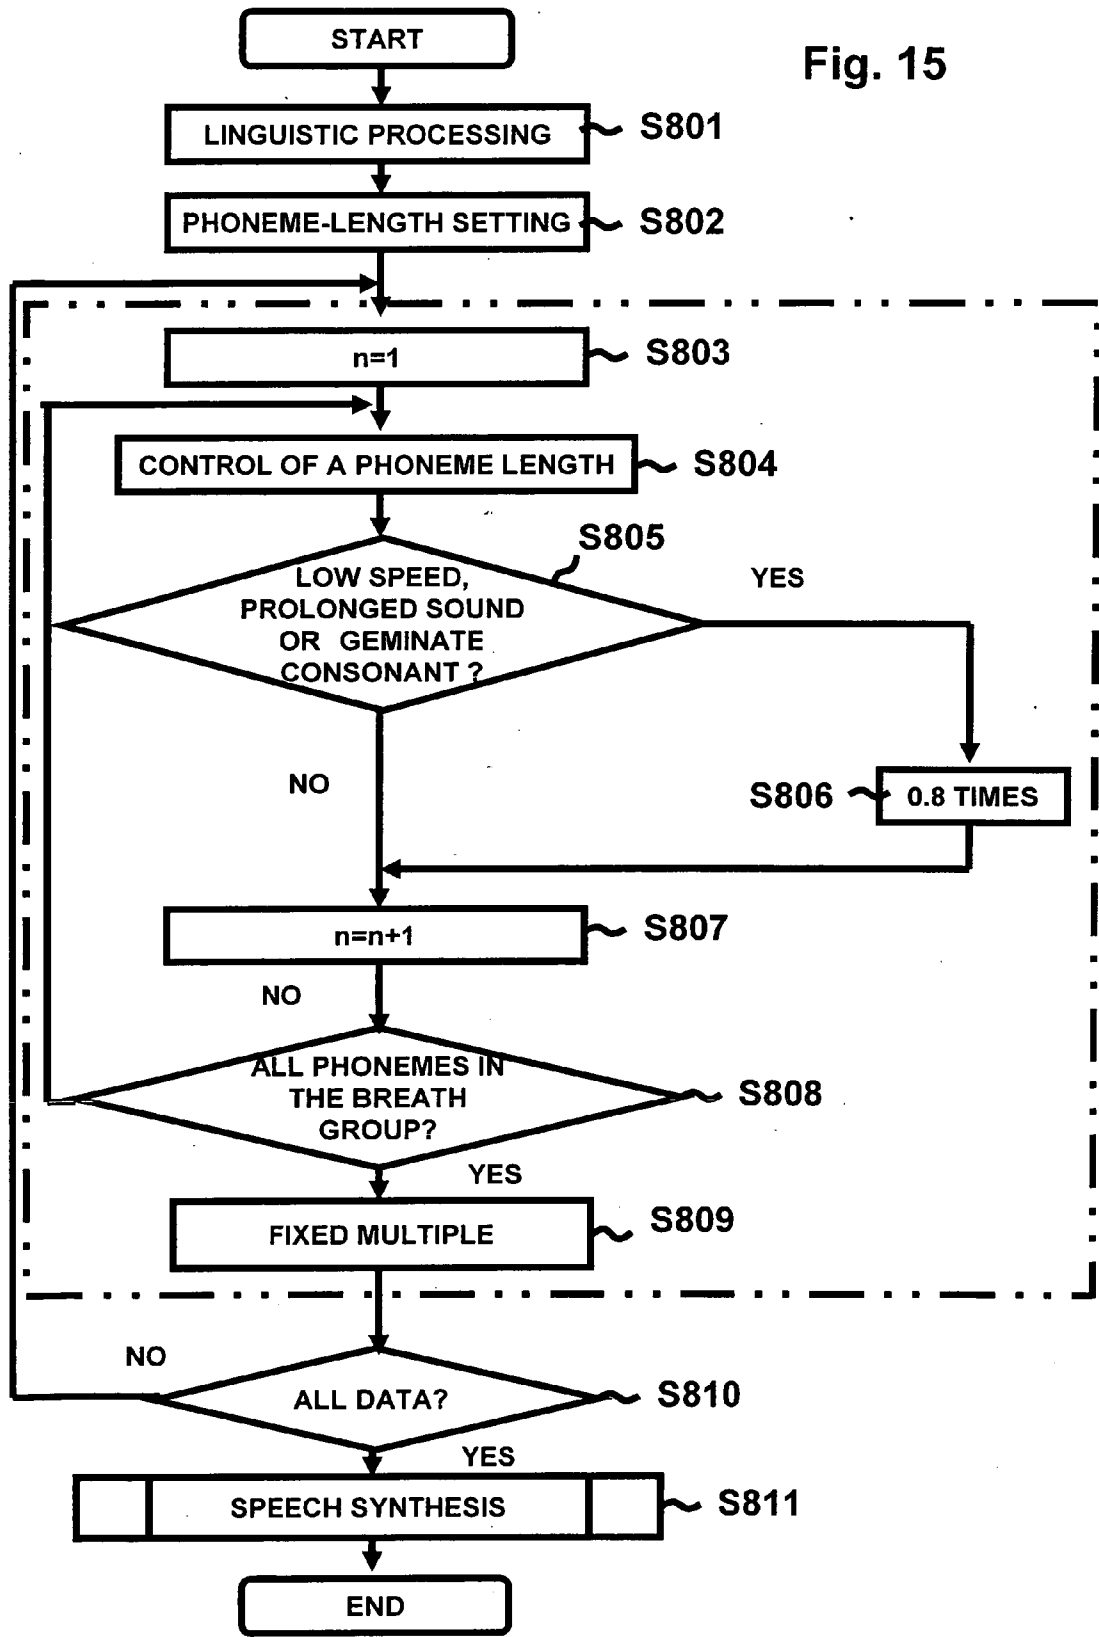 START
Fig. 15
LINGUISTIC PROCESSING
S801
PHONEME-LENGTH SETTING
S802
n=1
S803
CONTROL OF A PHONEME LENGTH
S804
S805
LOW SPEED,
PROLONGED SOUND
OR GEMINATE
CONSONANT ?
YES
NO
S806
0.8 TIMES
n=n+1
S807
NO
ALL PHONEMES IN
THE BREATH
GROUP?
S808
YES
FIXED MULTIPLE
S809
NO
ALL DATA?
S810
YES
SPEECH SYNTHESIS
S811
END